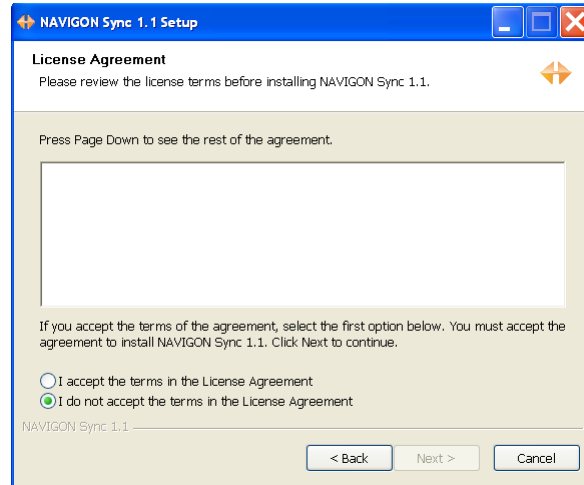 NAVIGON Sync 1.1 Setup
License Agreement
Please review the license terms before installing NAVIGON Sync 1.1.
Press Page Down to see the rest of the agreement.
If you accept the terms of the agreement, select the first option below. You must accept the
agreement to install NAVIGON Sync 1.1. Click Next to continue.
I accept the terms in the License Agreement
I do not accept the terms in the License Agreement
NAVIGON Sync 1.1
< Back Next > Cancel